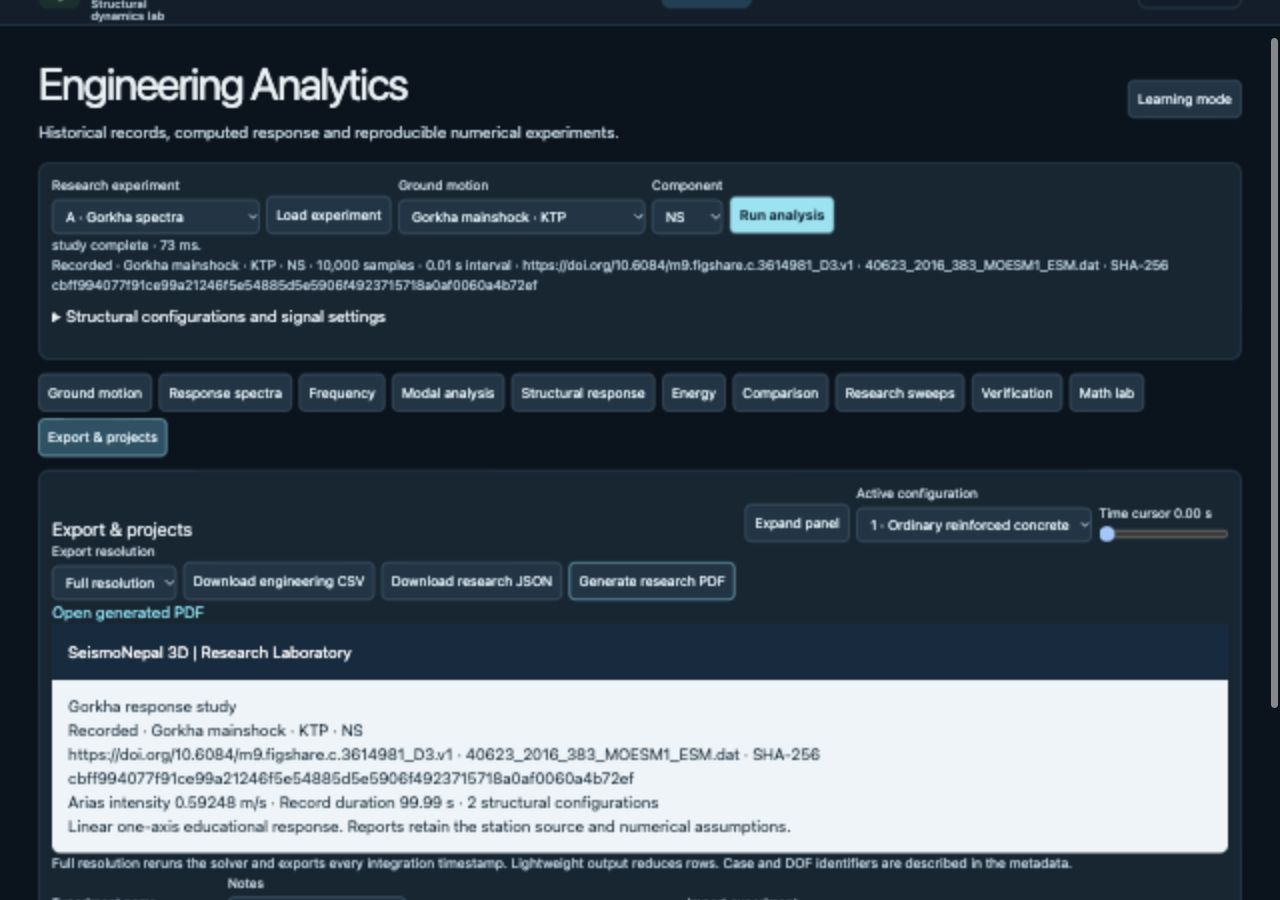 Structural
dynamics lab
Engineering Analytics
Learning mode
Historical records, computed response and reproducible numerical experiments.
Research experiment
Ground motion
Component
A · Gorkha spectra
Load experiment
Gorkha mainshock · KTP
NS
Run analysis
study complete · 73 ms.
Recorded · Gorkha mainshock · KTP · NS · 10,000 samples · 0.01 s interval · https://doi.org/10.6084/m9.figshare.c.3614981_D3.v1 · 40623_2016_383_MOESM1_ESM.dat · SHA-256
cbff994077f91ce99a21246f5e54885d5e5906f4923715718a0af0060a4b72ef
▸ Structural configurations and signal settings
Ground motion
Response spectra
Frequency
Modal analysis
Structural response
Energy
Comparison
Research sweeps
Verification
Math lab
Export & projects
Active configuration
Expand panel
1 · Ordinary reinforced concrete
Time cursor 0.00 s
Export & projects
Export resolution
Full resolution
Download engineering CSV
Download research JSON
Generate research PDF
Open generated PDF
SeismoNepal 3D | Research Laboratory
Gorkha response study
Recorded · Gorkha mainshock · KTP · NS
https://doi.org/10.6084/m9.figshare.c.3614981_D3.v1 · 40623_2016_383_MOESM1_ESM.dat · SHA-256
cbff994077f91ce99a21246f5e54885d5e5906f4923715718a0af0060a4b72ef
Arias intensity 0.59248 m/s · Record duration 99.99 s · 2 structural configurations
Linear one-axis educational response. Reports retain the station source and numerical assumptions.
Full resolution reruns the solver and exports every integration timestamp. Lightweight output reduces rows. Case and DOF identifiers are described in the metadata.
Notes